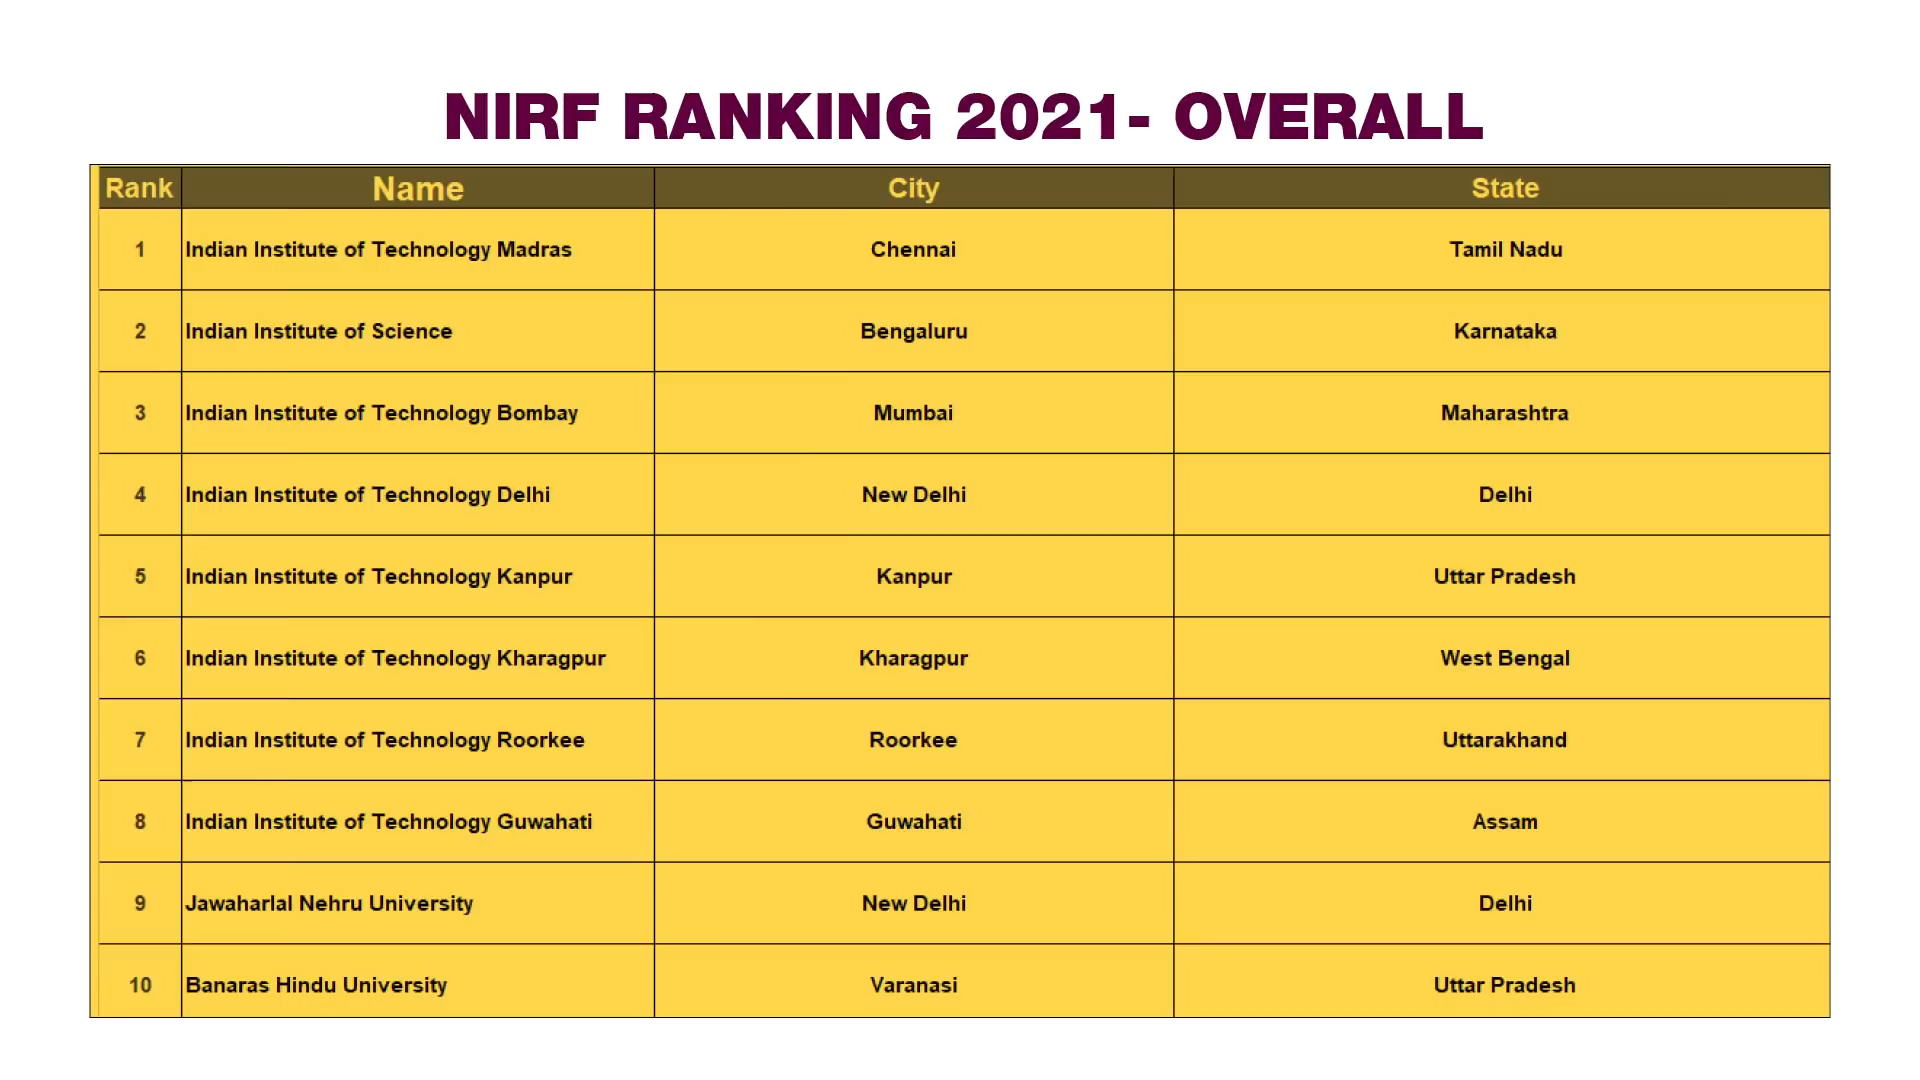 NIRF RANKING 2021- OVERALL
Rank Name City State
1 Indian Institute of Technology Madras Chennai Tamil Nadu
2 Indian Institute of Science Bengaluru Karnataka
3 Indian Institute of Technology Bombay Mumbai Maharashtra
4 Indian Institute of Technology Delhi New Delhi Delhi
5 Indian Institute of Technology Kanpur Kanpur Uttar Pradesh
6 Indian Institute of Technology Kharagpur Kharagpur West Bengal
7 Indian Institute of Technology Roorkee Roorkee Uttarakhand
8 Indian Institute of Technology Guwahati Guwahati Assam
9 Jawaharlal Nehru University New Delhi Delhi
10 Banaras Hindu University Varanasi Uttar Pradesh